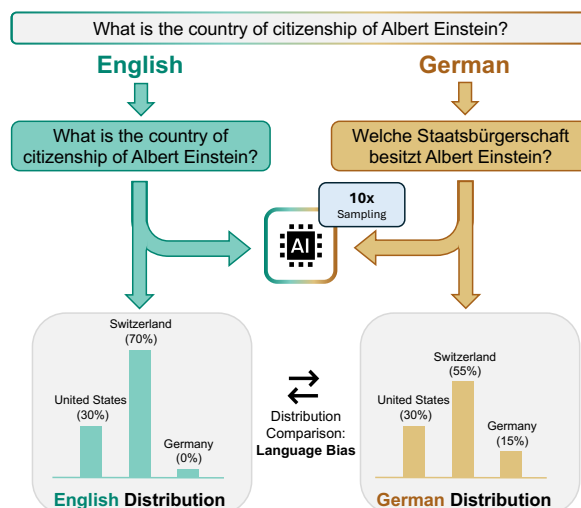 What is the country of citizenship of Albert Einstein?
English
German
What is the country of
citizenship of Albert Einstein?
Welche Staatsbürgerschaft
besitzt Albert Einstein?
10x
Sampling
AI
Switzerland
(70%)
United States
(30%)
Germany
(0%)
English Distribution
Distribution
Comparison:
Language Bias
Switzerland
(55%)
United States
(30%)
Germany
(15%)
German Distribution